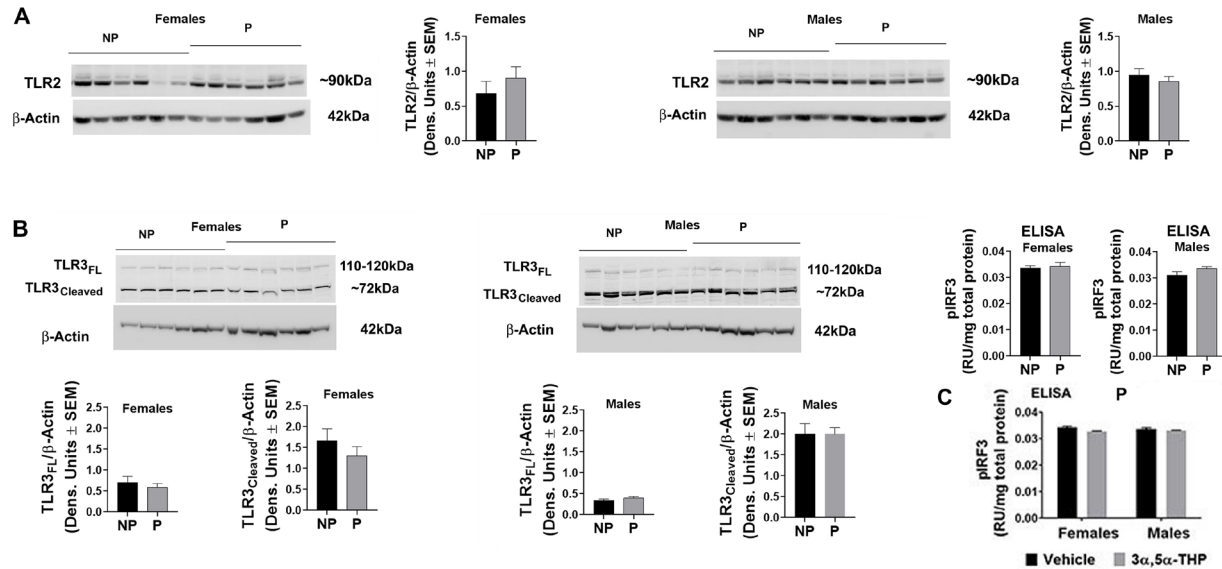 A
Females
NP
P
TLR2
~90kDa
β-Actin
42kDa
Females
TLR2/β-Actin
(Dens. Units ± SEM)
1.5
1.0
0.5
0.0
NP P
Males
NP
P
TLR2
~90kDa
β-Actin
42kDa
Males
TLR2/β-Actin
(Dens. Units ± SEM)
1.5
1.0
0.5
0.0
NP P
B
Females
NP
P
TLR3FL
110-120kDa
TLR3Cleaved
~72kDa
β-Actin
42kDa
Males
NP
P
TLR3FL
110-120kDa
TLR3Cleaved
~72kDa
β-Actin
42kDa
ELISA
Females
pIRF3
(RU/mg total protein)
0.04
0.03
0.02
0.01
0.00
NP P
ELISA
Males
pIRF3
(RU/mg total protein)
0.04
0.03
0.02
0.01
0.00
NP P
Females
TLR3FL/β-Actin
(Dens. Units ± SEM)
2.5
2.0
1.5
1.0
0.5
0.0
NP P
Females
TLR3Cleaved/β-Actin
(Dens. Units ± SEM)
2.5
2.0
1.5
1.0
0.5
0.0
NP P
Males
TLR3FL/β-Actin
(Dens. Units ± SEM)
2.5
2.0
1.5
1.0
0.5
0.0
NP P
Males
TLR3Cleaved/β-Actin
(Dens. Units ± SEM)
2.5
2.0
1.5
1.0
0.5
0.0
NP P
C
ELISA P
pIRF3
(RU/mg total protein)
0.04
0.03
0.02
0.01
0.00
Females Males
Vehicle 3α,5α-THP